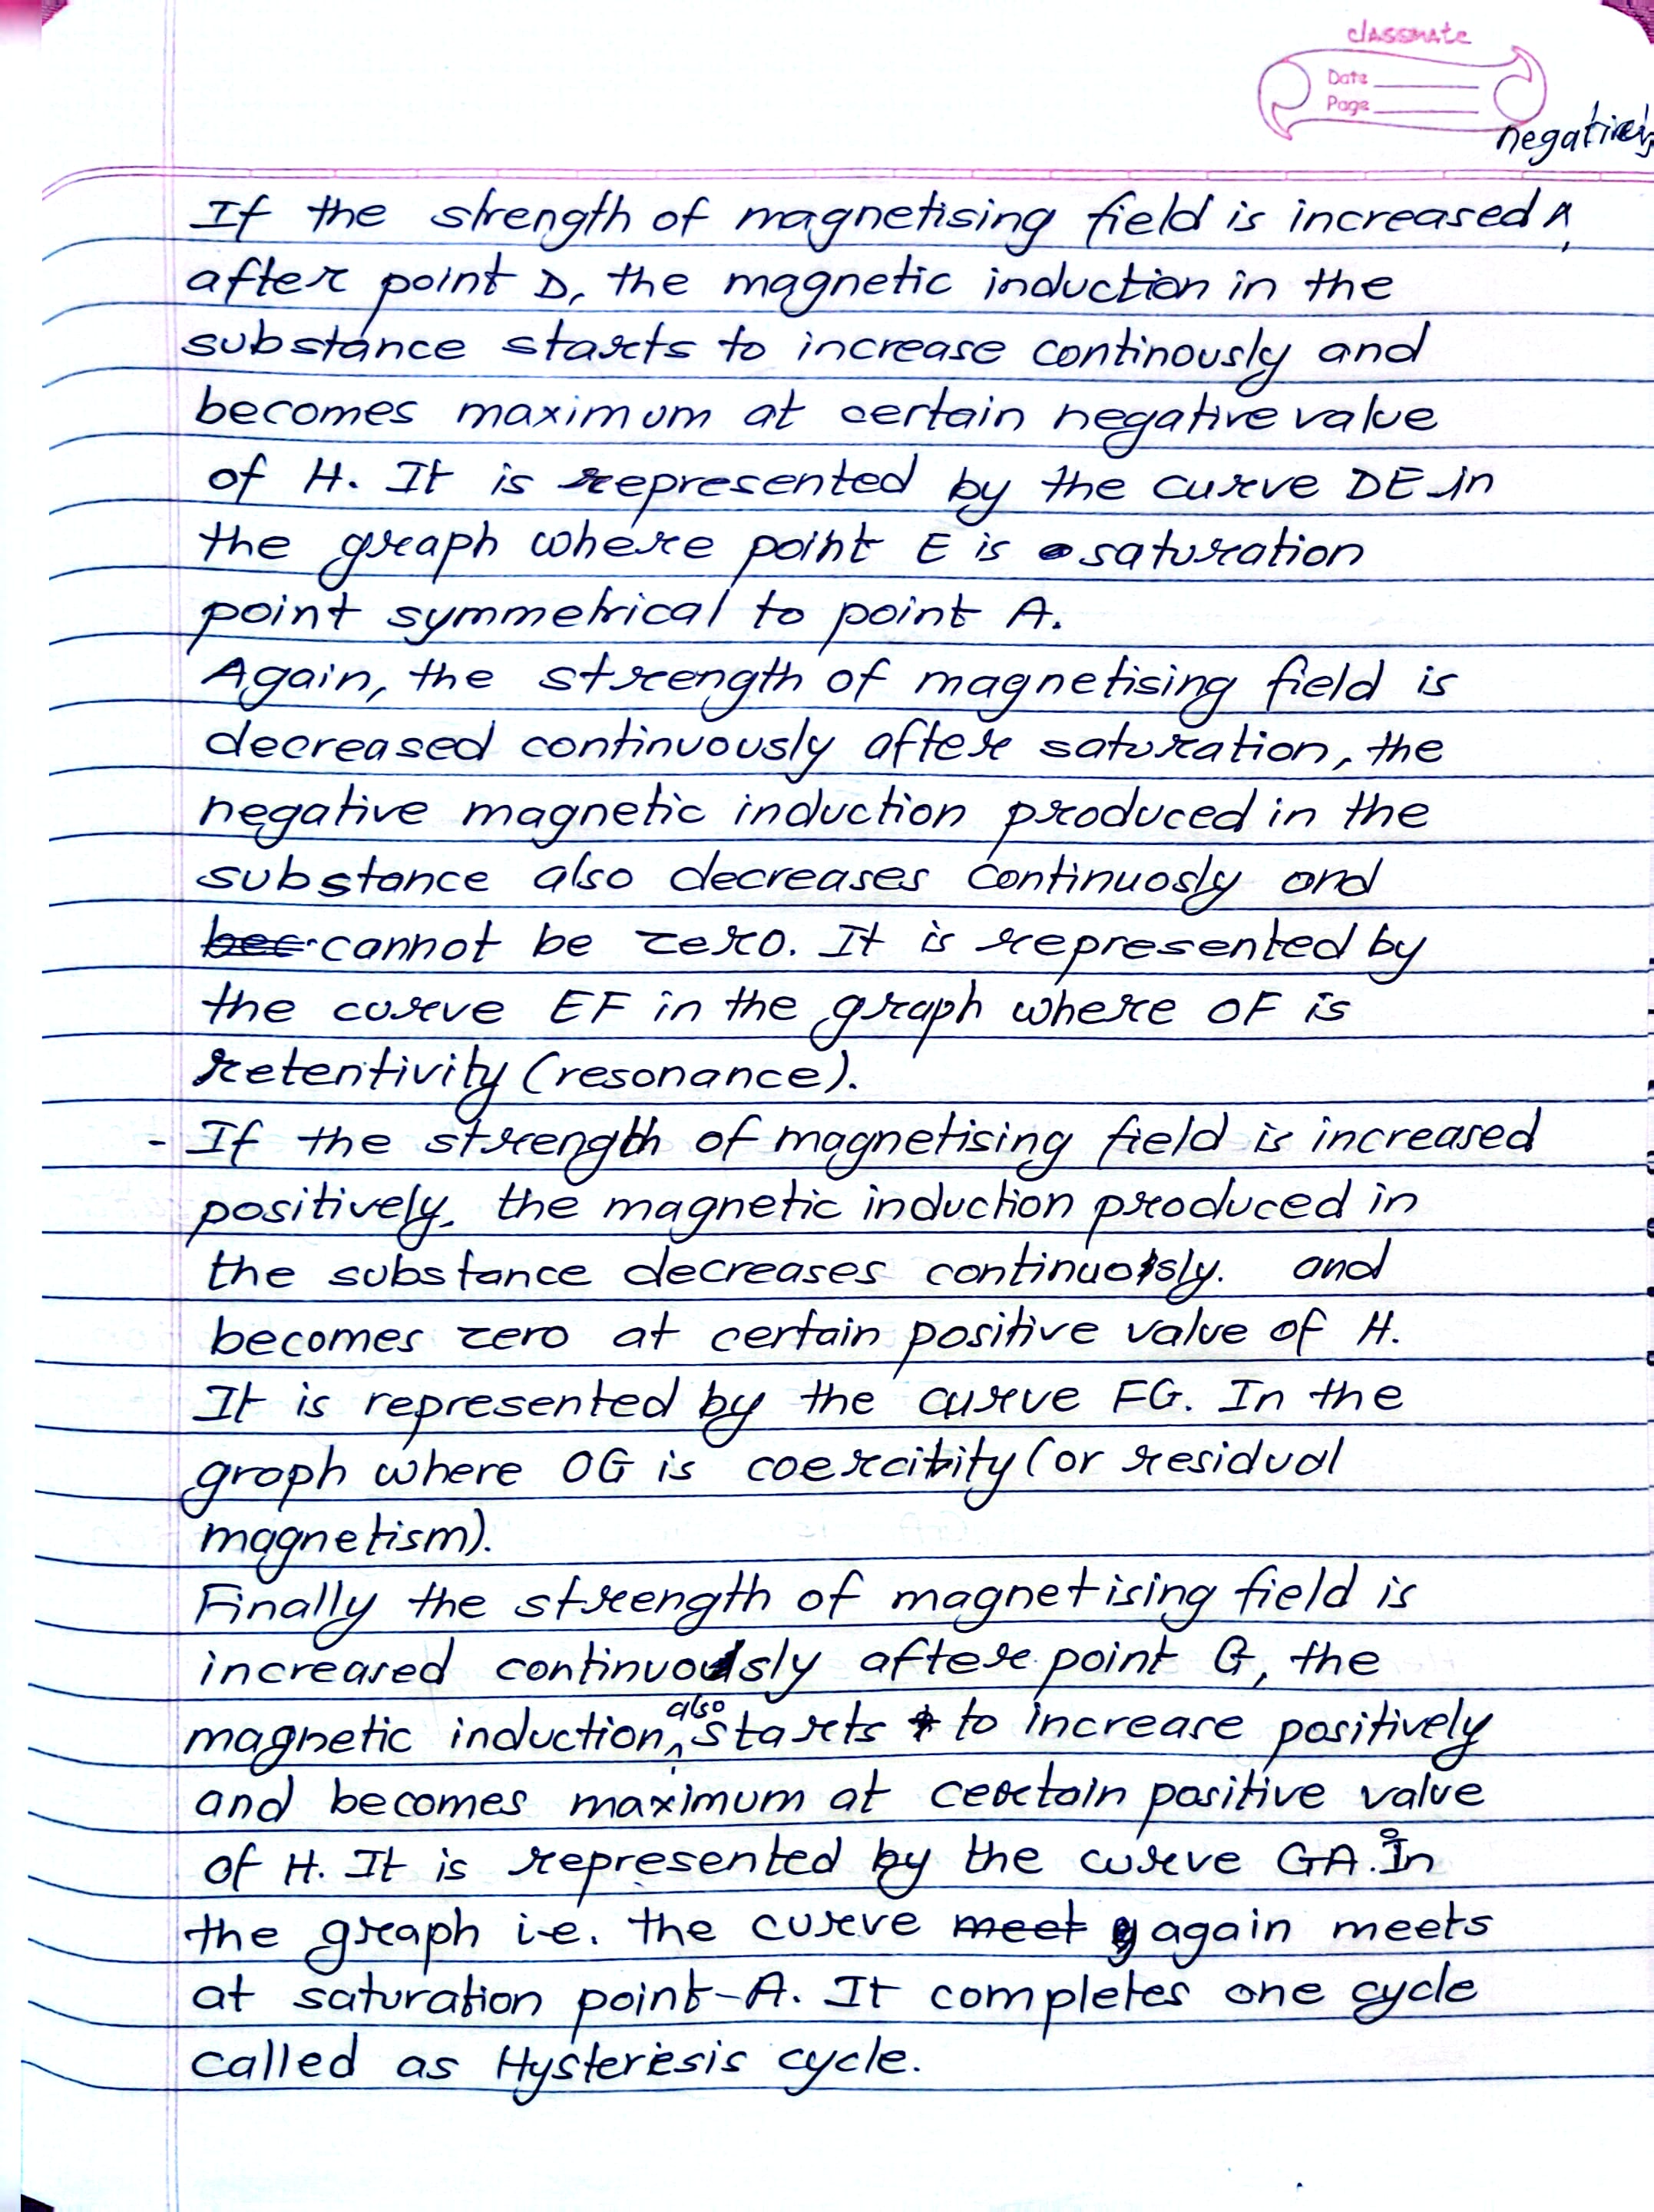 classmate
Date
Page
negatively
If the strength of magnetising field is increased ^
after point D, the magnetic induction in the
substance starts to increase continously and
becomes maximum at certain negative value
of H. It is represented by the curve DE in
the graph where point E is saturation
point symmetrical to point A.
Again, the strength of magnetising field is
decreased continuously after saturation, the
negative magnetic induction produced in the
substance also decreases continuosly and
bec cannot be zero. It is represented by
the curve EF in the graph where OF is
retentivity (resonance).
- If the strength of magnetising field is increased
positively, the magnetic induction produced in
the substance decreases continuously. and
becomes zero at certain positive value of H.
It is represented by the curve FG. In the
graph where OG is coercibity (or residual
magnetism).
Finally the strength of magnetising field is
increased continuously after point G, the
also
magnetic induction ^ starts to increase positively
and becomes maximum at certain positive value
of H. It is represented by the curve GA. In
the graph i.e. the curve meet again meets
at saturation point-A. It completes one cycle
called as Hysteresis cycle.